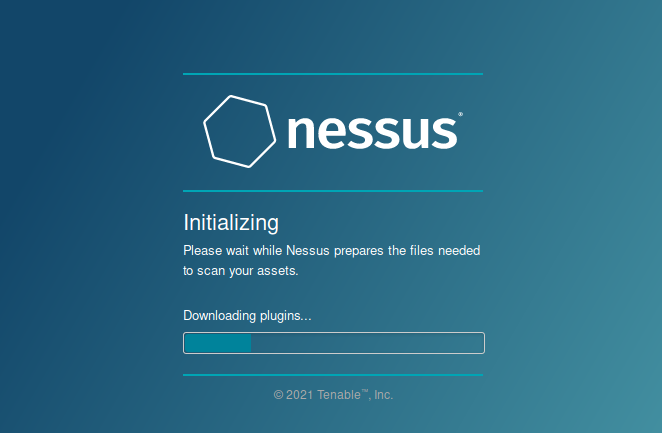 nessus®
Initializing
Please wait while Nessus prepares the files needed
to scan your assets.
Downloading plugins...
© 2021 Tenable™, Inc.